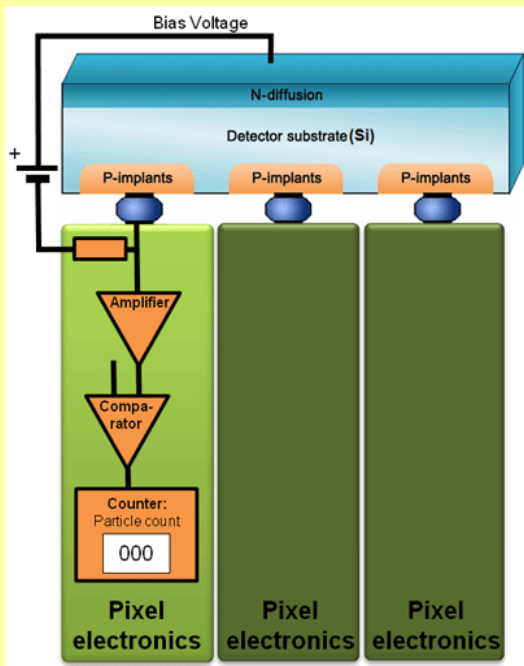 Bias Voltage
N-diffusion
Detector substrate(Si)
+
P-implants P-implants P-implants
Amplifier
Compa-
rator
Counter:
Particle count
000
Pixel
electronics
Pixel
electronics
Pixel
electronics